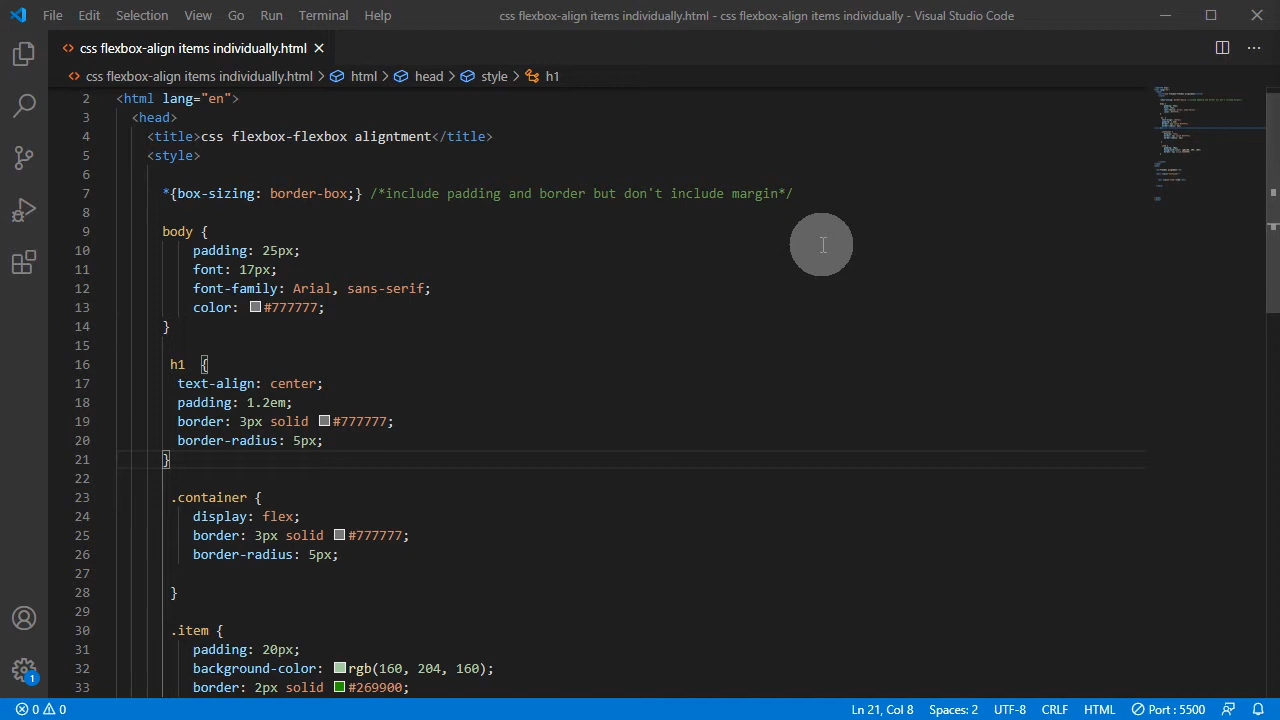 File Edit Selection View Go Run Terminal Help css flexbox-align items individually.html - css flexbox-align items individually - Visual Studio Code
css flexbox-align items individually.html
css flexbox-align items individually.html > html > head > style > h1
2 <html lang="en">
3 <head>
4 <title>css flexbox-flexbox aligntment</title>
5 <style>
6
7 *{box-sizing: border-box;} /*include padding and border but don't include margin*/
8
9 body {
10 padding: 25px;
11 font: 17px;
12 font-family: Arial, sans-serif;
13 color: #777777;
14 }
15
16 h1 {
17 text-align: center;
18 padding: 1.2em;
19 border: 3px solid #777777;
20 border-radius: 5px;
21 }
22
23 .container {
24 display: flex;
25 border: 3px solid #777777;
26 border-radius: 5px;
27
28 }
29
30 .item {
31 padding: 20px;
32 background-color: rgb(160, 204, 160);
33 border: 2px solid #269900;
1
0 0 Ln 21, Col 8 Spaces: 2 UTF-8 CRLF HTML Port : 5500